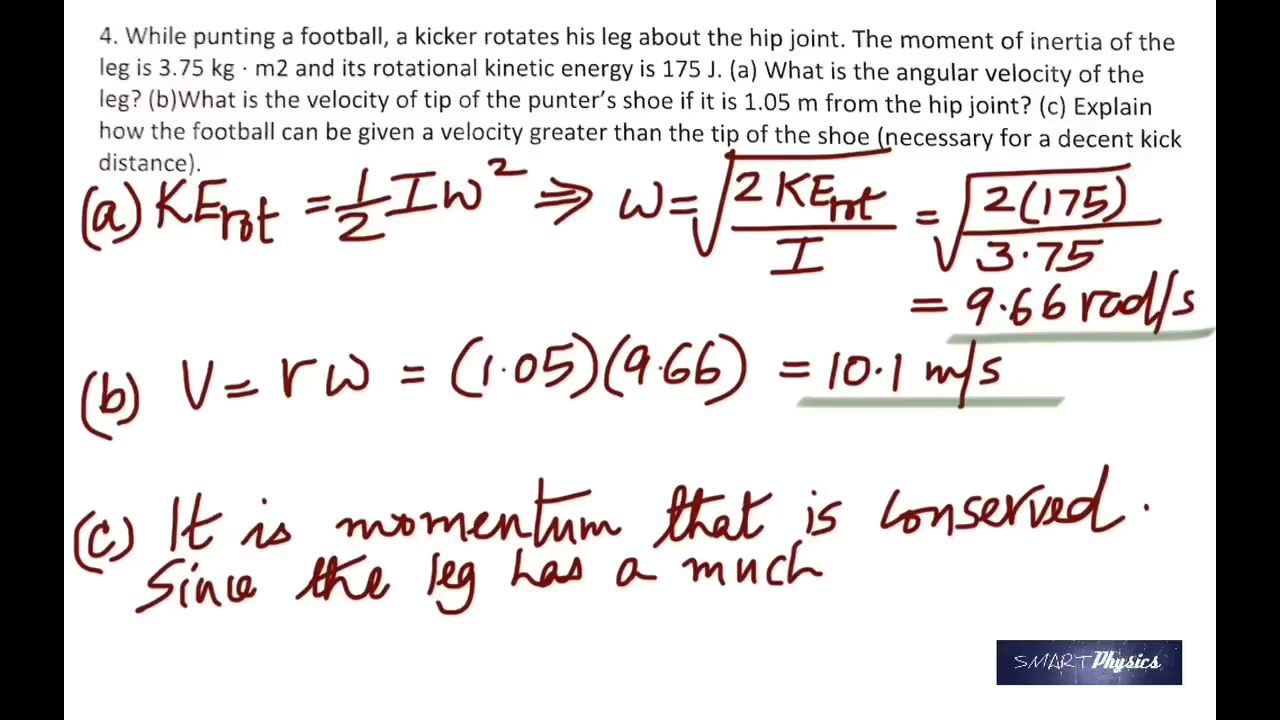 4. While punting a football, a kicker rotates his leg about the hip joint. The moment of inertia of the
leg is 3.75 kg · m2 and its rotational kinetic energy is 175 J. (a) What is the angular velocity of the
leg? (b)What is the velocity of tip of the punter’s shoe if it is 1.05 m from the hip joint? (c) Explain
how the football can be given a velocity greater than the tip of the shoe (necessary for a decent kick
distance).
(a) KErot = 1/2 Iω² ⇒ ω = √(2 KErot / I) = √(2(175) / 3.75)
= 9.66 rad/s
(b) V = rω = (1.05)(9.66) = 10.1 m/s
(c) It is momentum that is conserved.
Since the leg has a much
SMART Physics